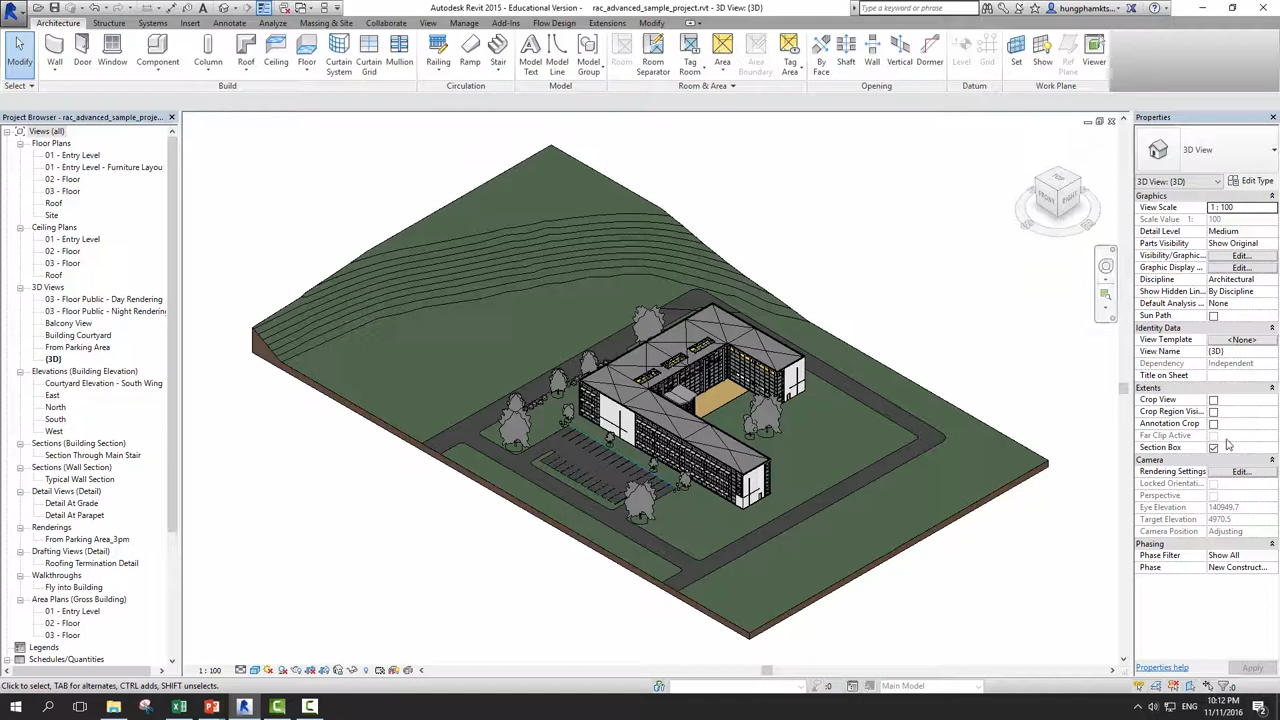 Autodesk Revit 2015 - Educational Version - rac_advanced_sample_project.rvt - 3D View: {3D}
Type a keyword or phrase
hungphamkts...
Architecture Structure Systems Insert Annotate Analyze Massing & Site Collaborate View Manage Add-Ins Flow Design Extensions Modify
Modify Wall Door Window Component Column Roof Ceiling Floor Curtain System Curtain Grid Mullion Railing Ramp Stair Model Text Model Line Model Group Room Room Separator Tag Room Area Area Boundary Tag Area By Face Shaft Wall Vertical Dormer Level Grid Set Show Ref Plane Viewer
Select Build Circulation Model Room & Area Opening Datum Work Plane
Project Browser - rac_advanced_sample_proje...
Views (all)
Floor Plans
01 - Entry Level
01 - Entry Level - Furniture Layou
02 - Floor
03 - Floor
Roof
Site
Ceiling Plans
01 - Entry Level
02 - Floor
03 - Floor
Roof
3D Views
03 - Floor Public - Day Rendering
03 - Floor Public - Night Rendering
Balcony View
Building Courtyard
From Parking Area
{3D}
Elevations (Building Elevation)
Courtyard Elevation - South Wing
East
North
South
West
Sections (Building Section)
Section Through Main Stair
Sections (Wall Section)
Typical Wall Section
Detail Views (Detail)
Detail At Grade
Detail At Parapet
Renderings
From Parking Area_3pm
Drafting Views (Detail)
Roofing Termination Detail
Walkthroughs
Fly into Building
Area Plans (Gross Building)
01 - Entry Level
02 - Floor
03 - Floor
Legends
Schedules/Quantities
TOP
FRONT RIGHT
Properties
3D View
3D View: {3D} Edit Type
Graphics
View Scale 1 : 100
Scale Value 1: 100
Detail Level Medium
Parts Visibility Show Original
Visibility/Graphic... Edit...
Graphic Display ... Edit...
Discipline Architectural
Show Hidden Lin... By Discipline
Default Analysis ... None
Sun Path
Identity Data
View Template <None>
View Name {3D}
Dependency Independent
Title on Sheet
Extents
Crop View
Crop Region Visi...
Annotation Crop
Far Clip Active
Section Box
Camera
Rendering Settings Edit...
Locked Orientati...
Perspective
Eye Elevation 140949.7
Target Elevation 4970.5
Camera Position Adjusting
Phasing
Phase Filter Show All
Phase New Construct...
Properties help Apply
1 : 100
Click to select, TAB for alternates, CTRL adds, SHIFT unselects.
:0 Main Model :0
ENG
10:12 PM
11/11/2016